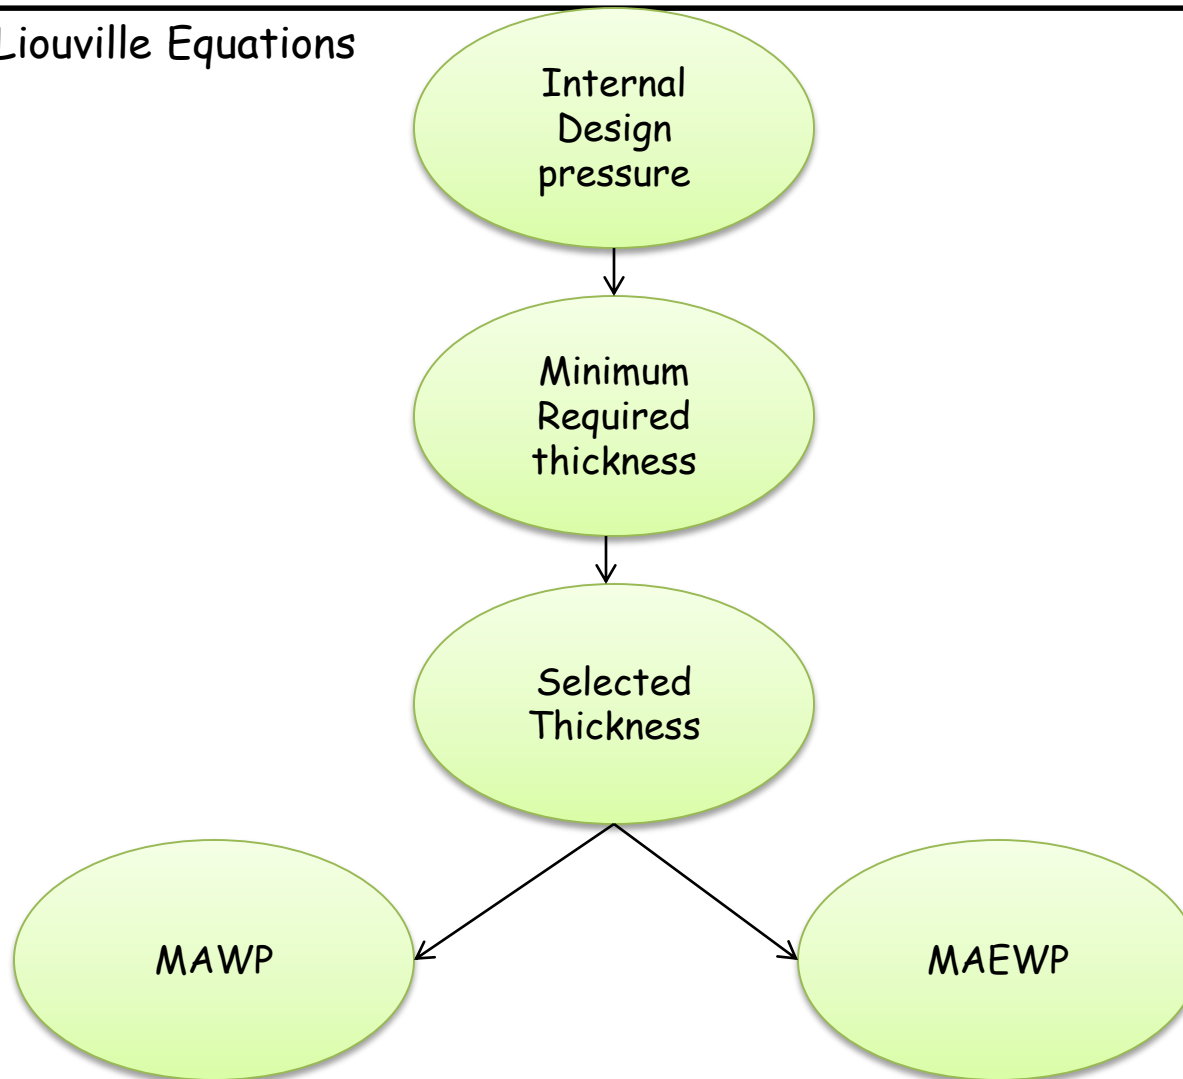 Liouville Equations
Internal
Design
pressure
Minimum
Required
thickness
Selected
Thickness
MAWP
MAEWP